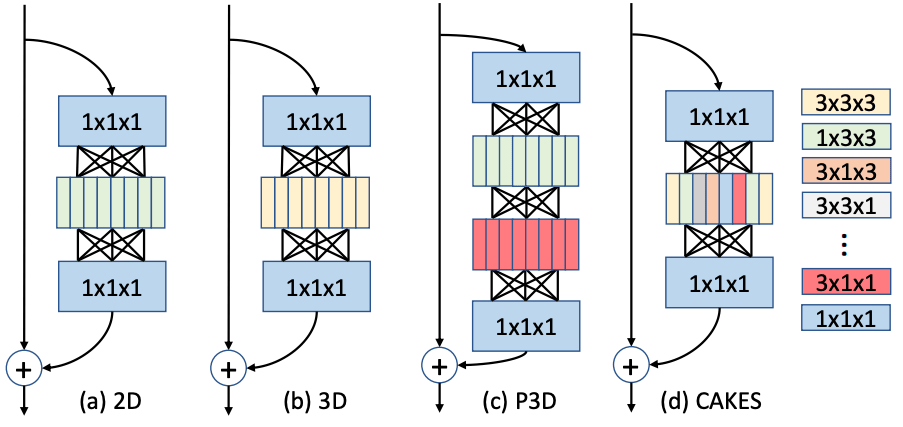 1x1x1
1x1x1
+
(a) 2D
1x1x1
1x1x1
+
(b) 3D
1x1x1
1x1x1
+
(c) P3D
1x1x1
1x1x1
+
(d) CAKES
3x3x3
1x3x3
3x1x3
3x3x1
⋮
3x1x1
1x1x1